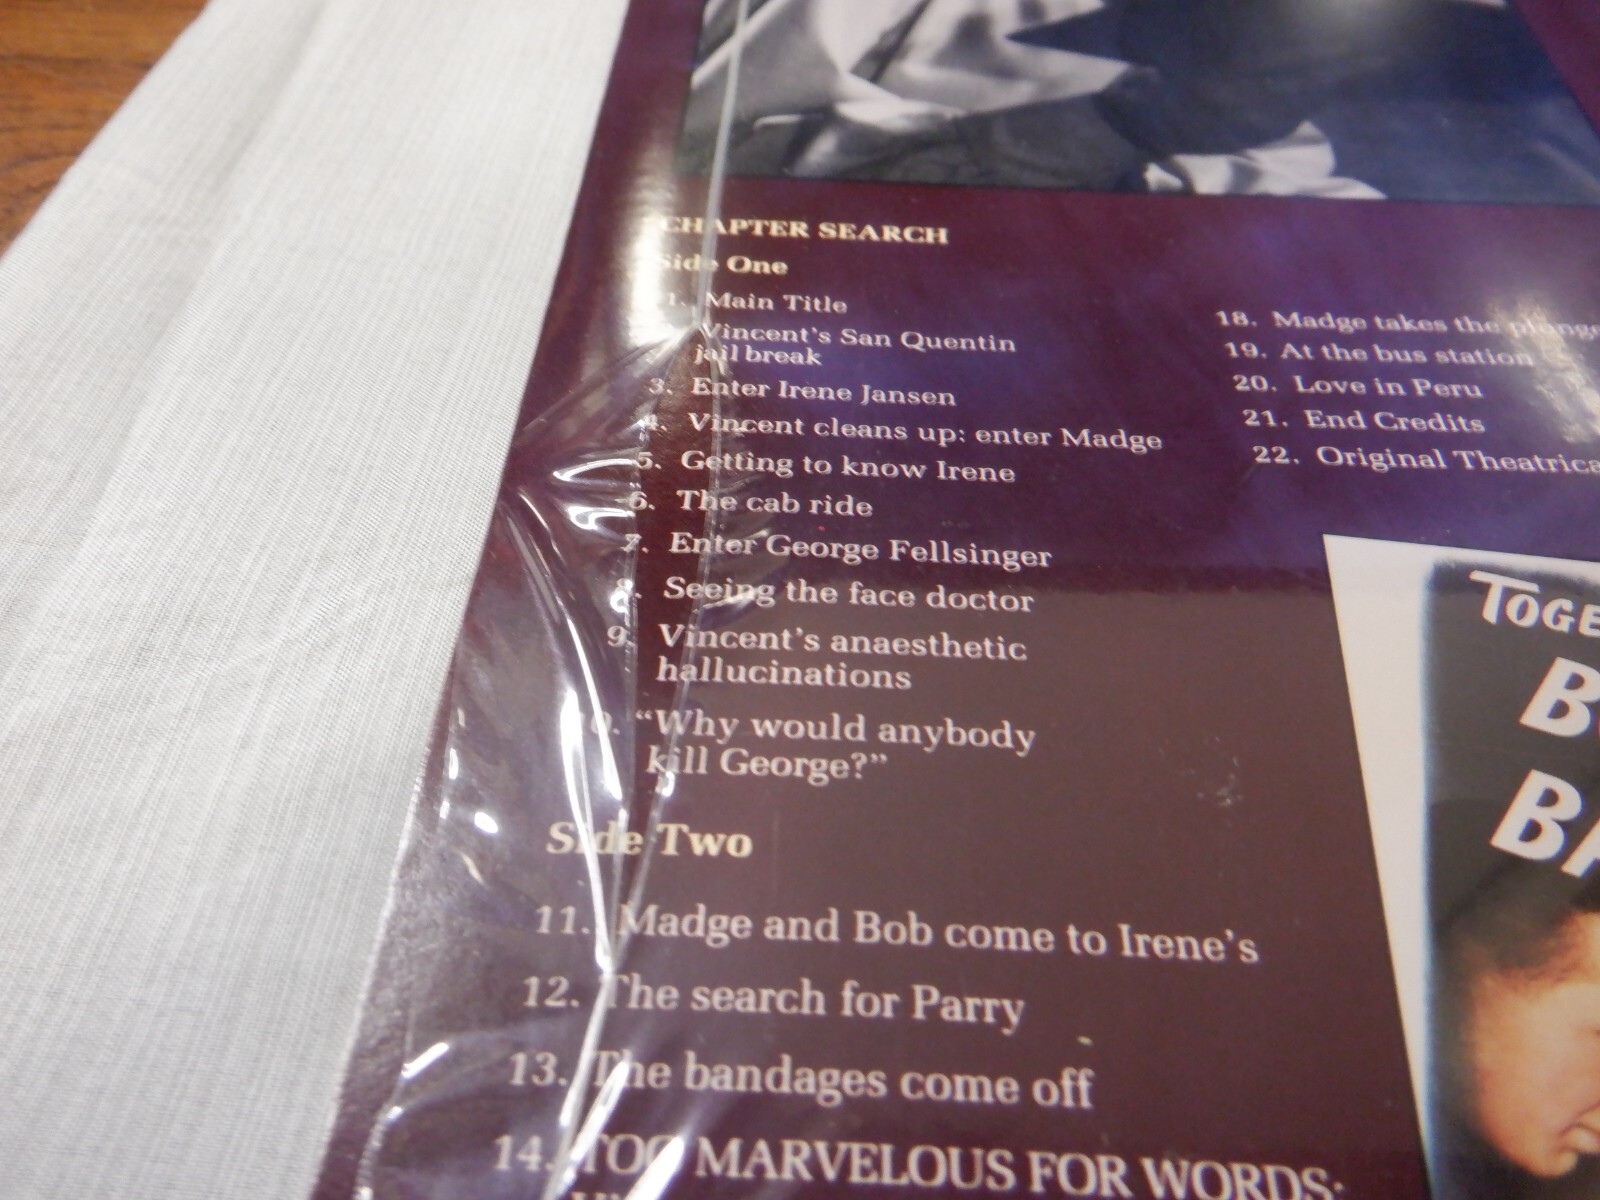 CHAPTER SEARCH
Side One
1. Main Title
Vincent's San Quentin
jail break
3. Enter Irene Jansen
4. Vincent cleans up: enter Madge
5. Getting to know Irene
6. The cab ride
7. Enter George Fellsinger
8. Seeing the face doctor
9. Vincent's anaesthetic
hallucinations
10. “Why would anybody
kill George?”
Side Two
11. Madge and Bob come to Irene's
12. The search for Parry
13. The bandages come off
14. TOO MARVELOUS FOR WORDS:
18. Madge takes the plunge
19. At the bus station
20. Love in Peru
21. End Credits
22. Original Theatrica
TOGE
B
BA